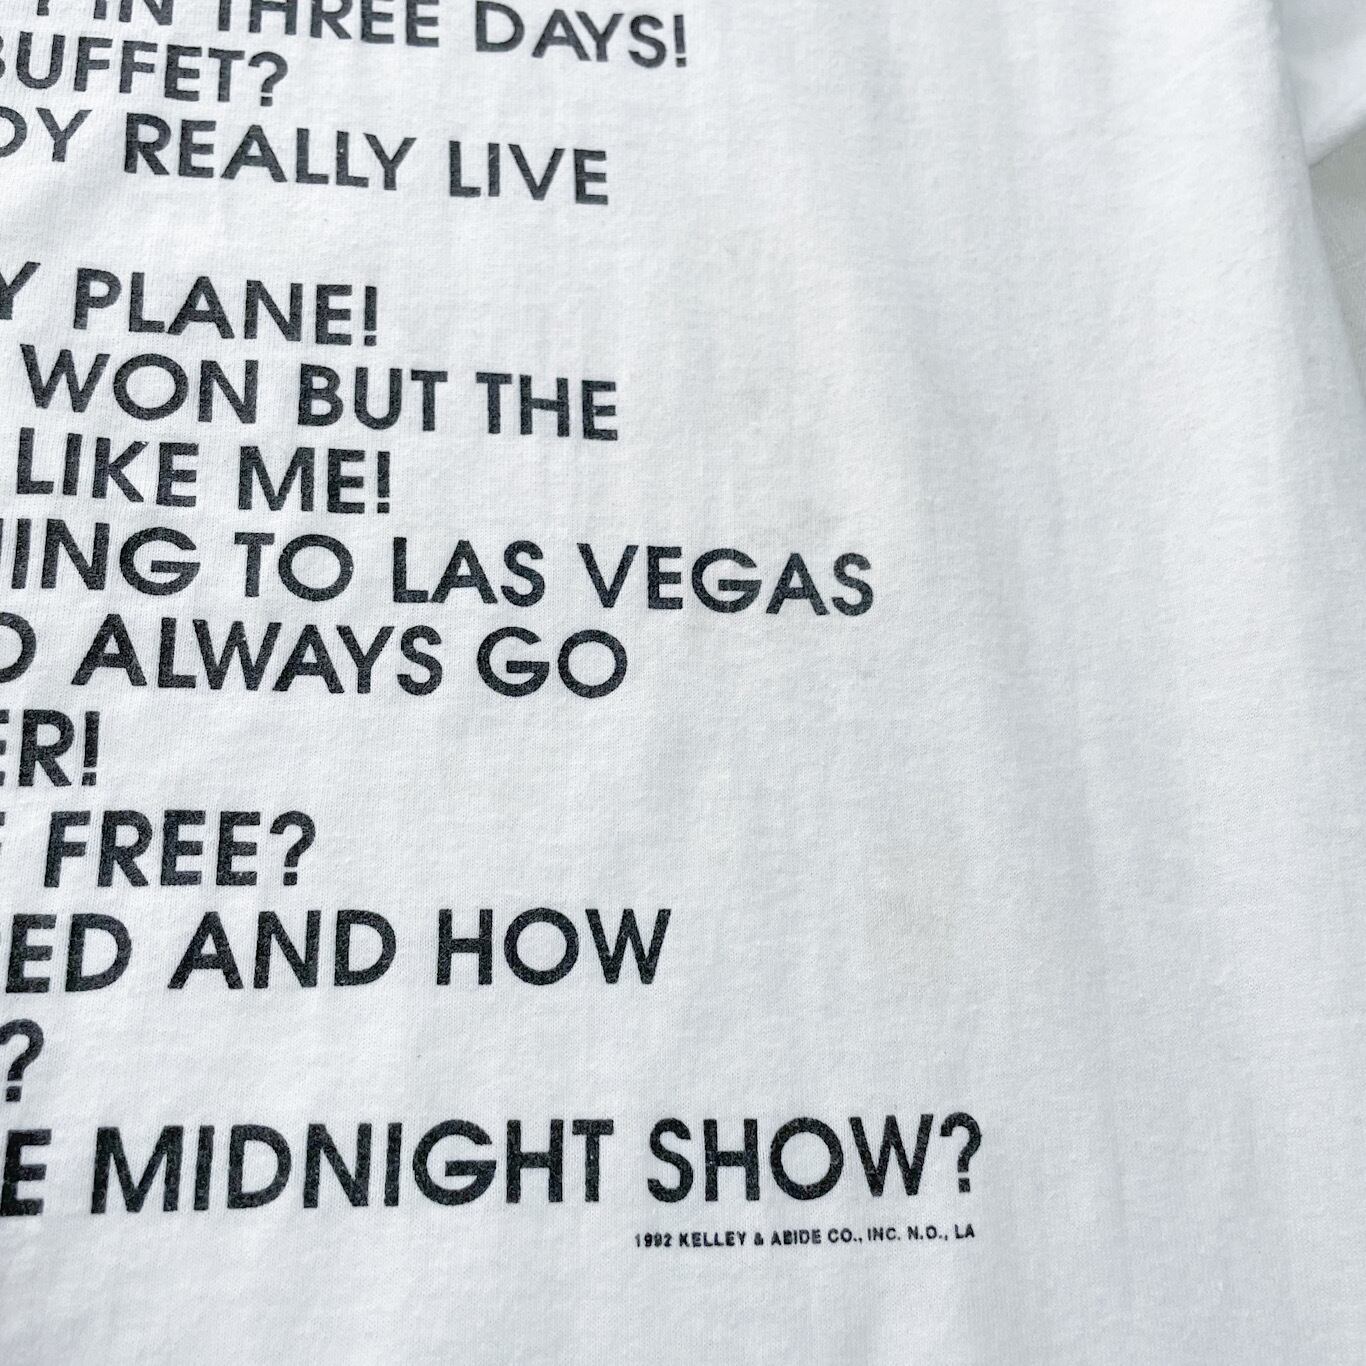 IN THREE DAYS!
BUFFET?
DY REALLY LIVE
Y PLANE!
WON BUT THE
LIKE ME!
ING TO LAS VEGAS
O ALWAYS GO
ER!
FREE?
ED AND HOW
?
E MIDNIGHT SHOW?
1992 KELLEY & ABIDE CO., INC. N.O., LA